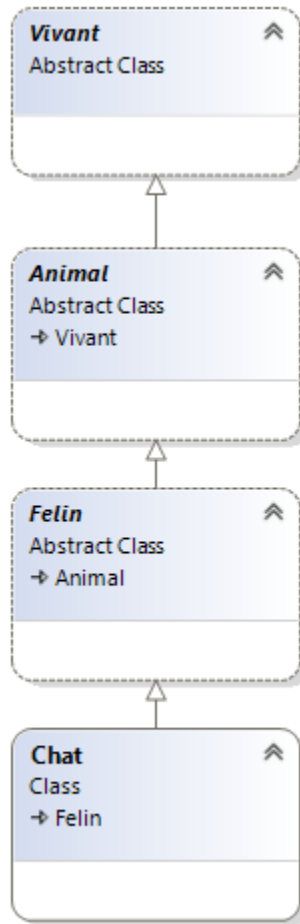 Vivant
Abstract Class
Animal
Abstract Class
Vivant
Felin
Abstract Class
Animal
Chat
Class
Felin